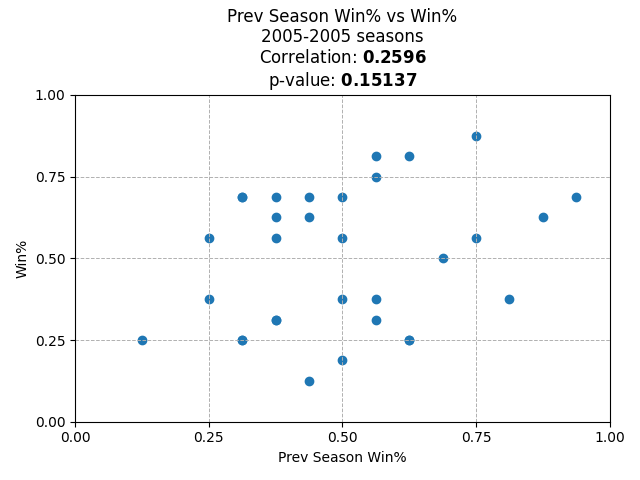 Prev Season Win% vs Win%
2005-2005 seasons
Correlation: 0.2596
p-value: 0.15137
1.00
0.75
0.50
0.25
0.00
Win%
0.00 0.25 0.50 0.75 1.00
Prev Season Win%